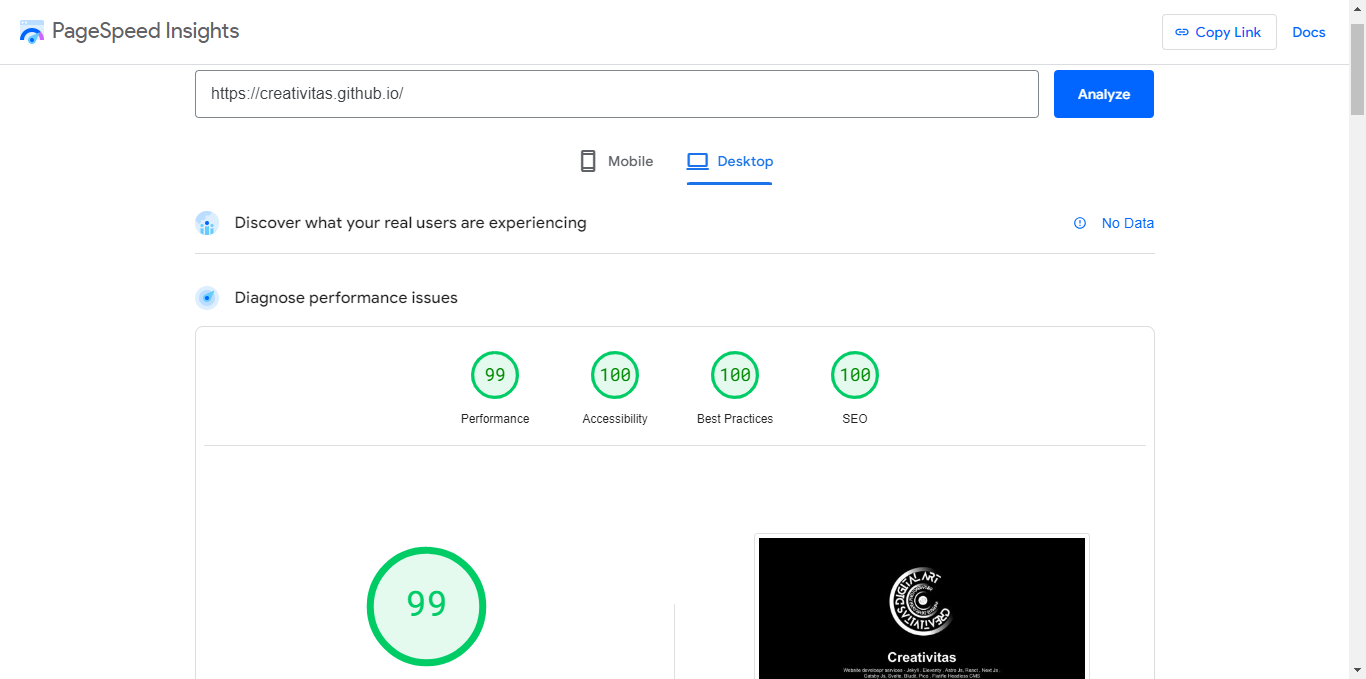 PageSpeed Insights
Copy Link
Docs
https://creativitas.github.io/
Analyze
Mobile
Desktop
Discover what your real users are experiencing
No Data
Diagnose performance issues
99
100
100
100
Performance
Accessibility
Best Practices
SEO
99
DIGITAL ART
CREATIVITAS
Creativitas
Website developer services - Jekyll, Eleventy, Astro Js, React, Next Js,
Gatsby Js, Svelte, Bludit, Pico, Flatfile Headless CMS